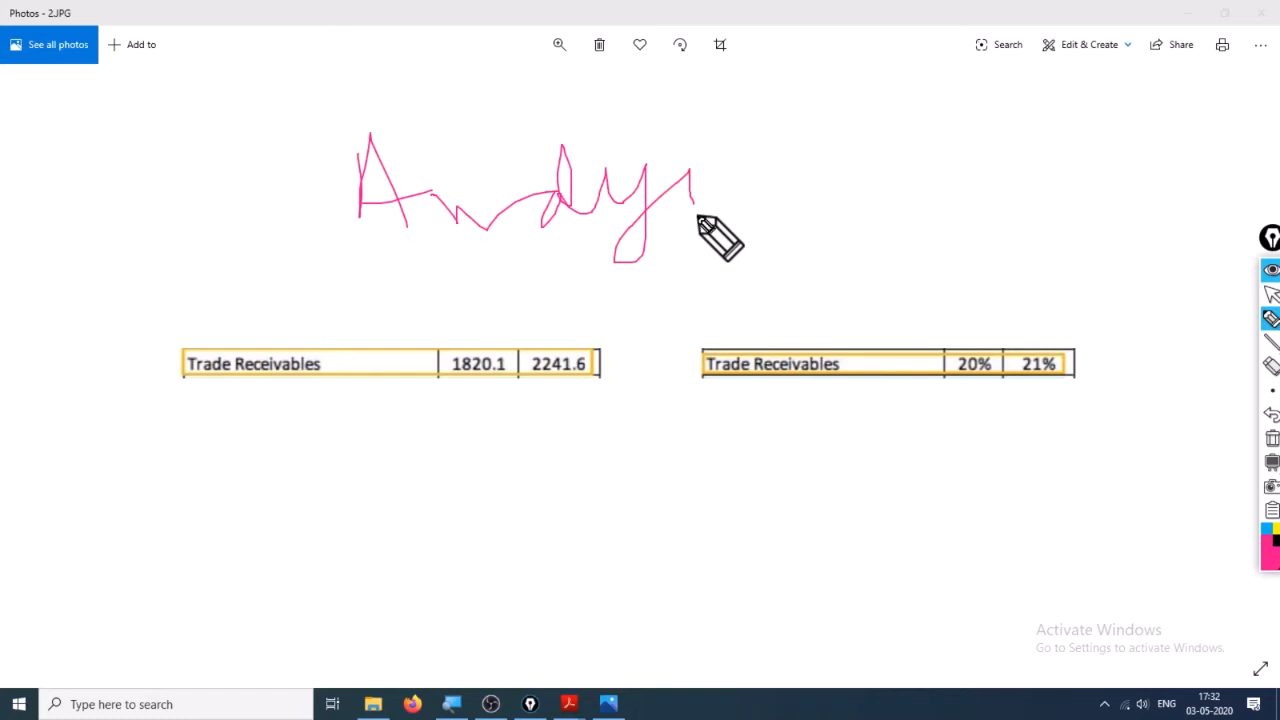 Photos - 2.JPG
See all photos
Add to
Search
Edit & Create
Share
Trade Receivables 1820.1 2241.6
Trade Receivables 20% 21%
Activate Windows
Go to Settings to activate Windows.
Type here to search
ENG
17:32
03-05-2020